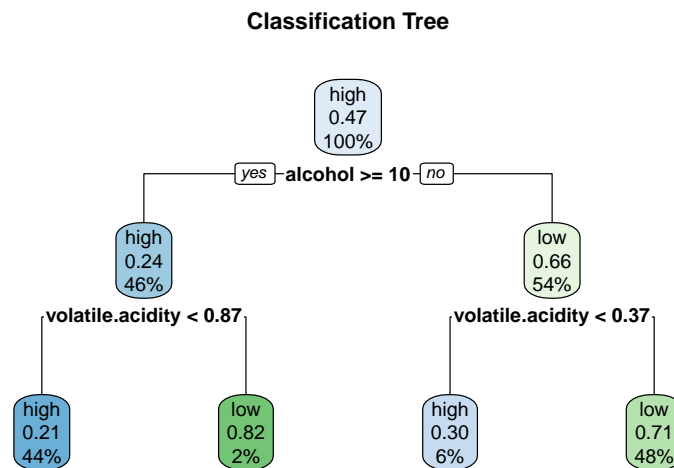 Classification Tree
high
0.47
100%
yes alcohol >= 10 no
high
0.24
46%
low
0.66
54%
volatile.acidity < 0.87
volatile.acidity < 0.37
high
0.21
44%
low
0.82
2%
high
0.30
6%
low
0.71
48%